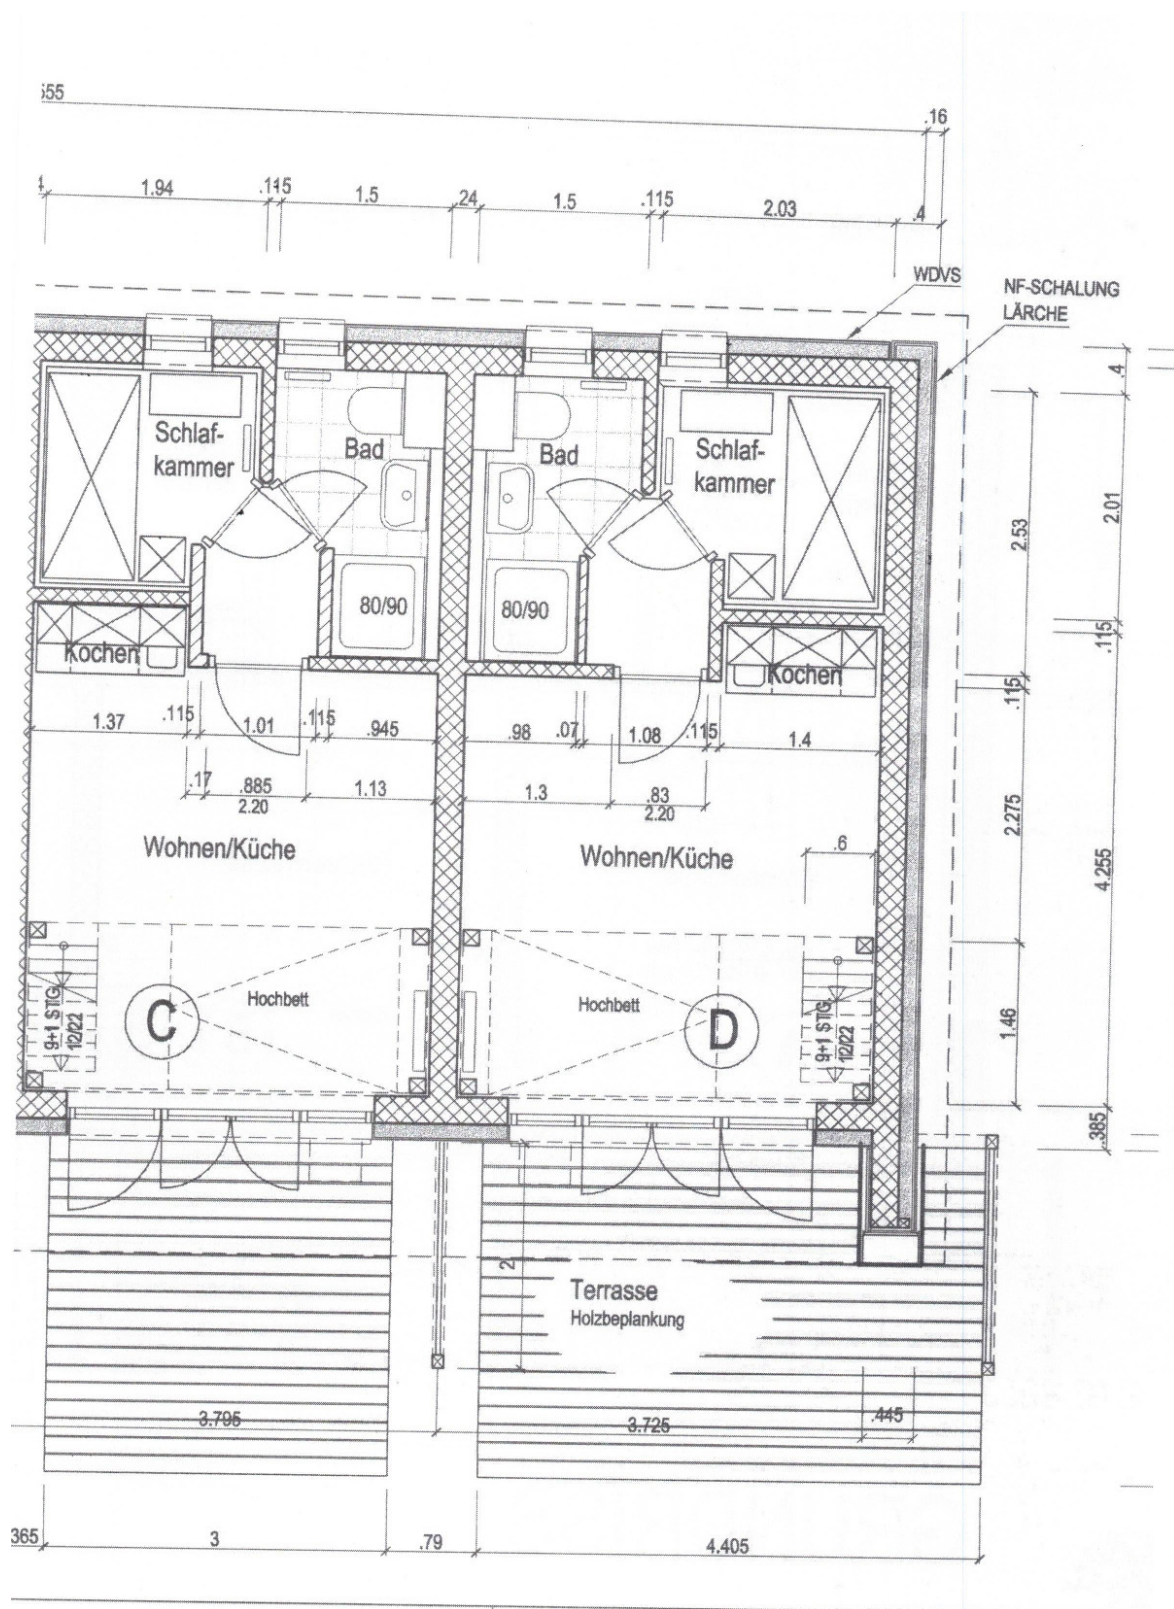 .16
1.94
.115
1.5
.24
1.5
.115
2.03
.4
WDVS
NF-SCHALUNG
LÄRCHE
.4
Schlaf-
kammer
Bad
Bad
Schlaf-
kammer
2.01
2.53
80/90
80/90
.115
Kochen
Kochen
.115
1.37
.115
1.01
.115
.945
.98
.07
1.08
.115
1.4
.17
.885
2.20
1.13
1.3
.83
2.20
2.275
4.255
Wohnen/Küche
Wohnen/Küche
.6
9+1 STIG.
12/22
C
Hochbett
Hochbett
D
9+1 STIG.
12/22
1.46
.385
2
Terrasse
Holzbeplankung
3.795
3.725
.445
365
3
.79
4.405